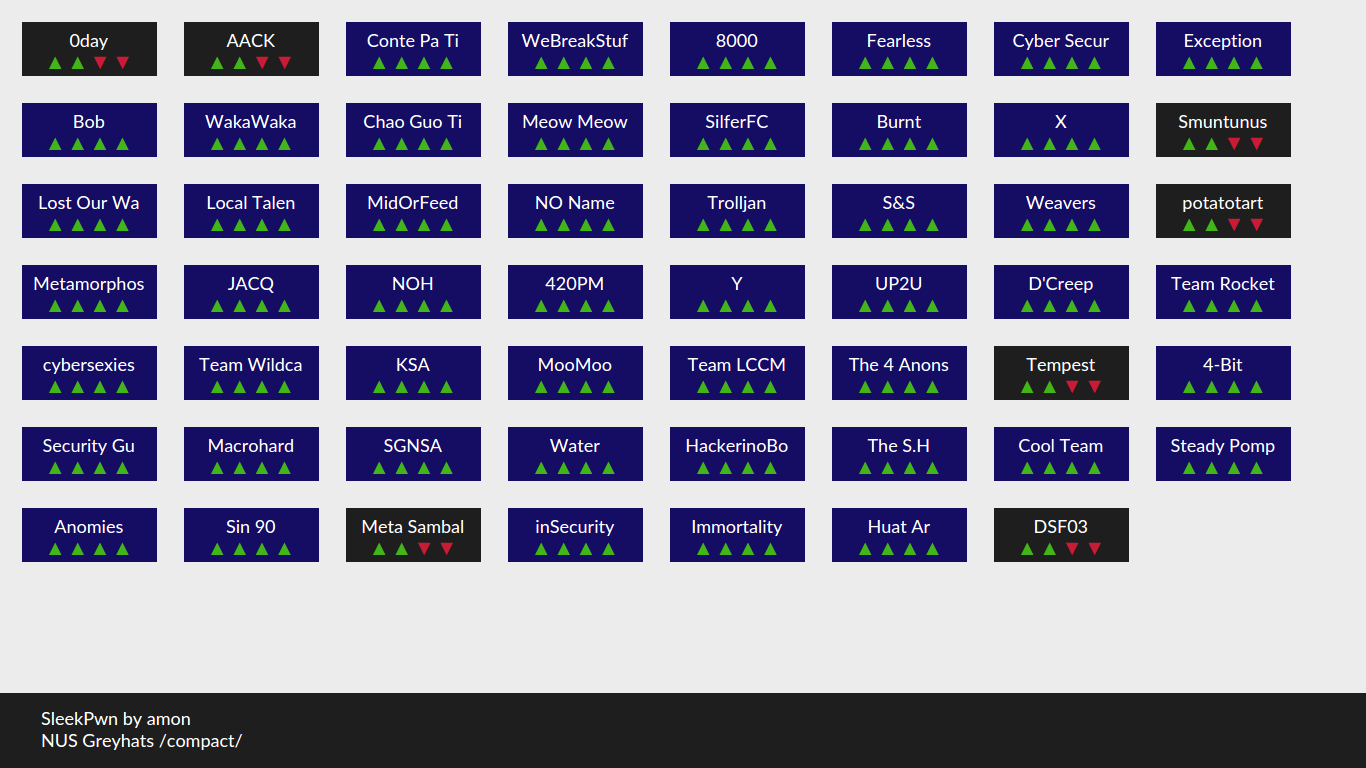 0day AACK Conte Pa Ti WeBreakStuf 8000 Fearless Cyber Secur Exception
Bob WakaWaka Chao Guo Ti Meow Meow SilferFC Burnt X Smuntunus
Lost Our Wa Local Talen MidOrFeed NO Name Trolljan S&S Weavers potatotart
Metamorphos JACQ NOH 420PM Y UP2U D'Creep Team Rocket
cybersexies Team Wildca KSA MooMoo Team LCCM The 4 Anons Tempest 4-Bit
Security Gu Macrohard SGNSA Water HackerinoBo The S.H Cool Team Steady Pomp
Anomies Sin 90 Meta Sambal inSecurity Immortality Huat Ar DSF03
SleekPwn by amon
NUS Greyhats /compact/